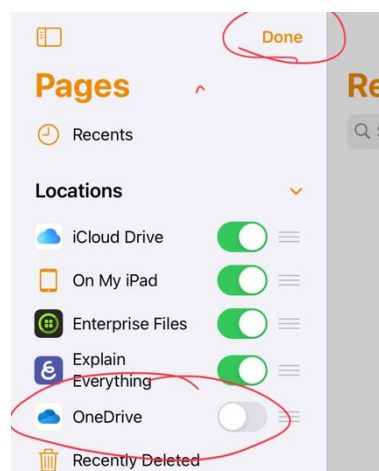 Done
Pages
Re
Recents
Locations
iCloud Drive
On My iPad
Enterprise Files
Explain
Everything
OneDrive
Recently Deleted